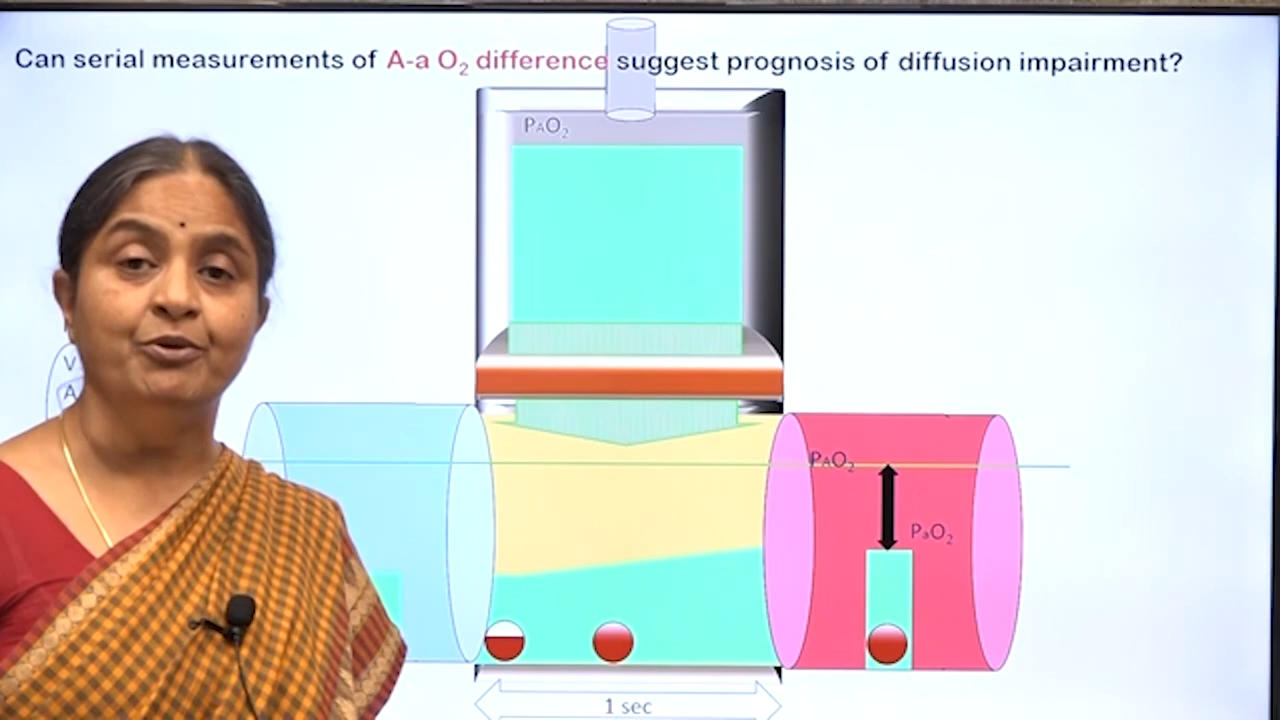 Can serial measurements of A-a O₂ difference suggest prognosis of diffusion impairment?
PAO₂
V
A
PAO₂
PaO₂
1 sec